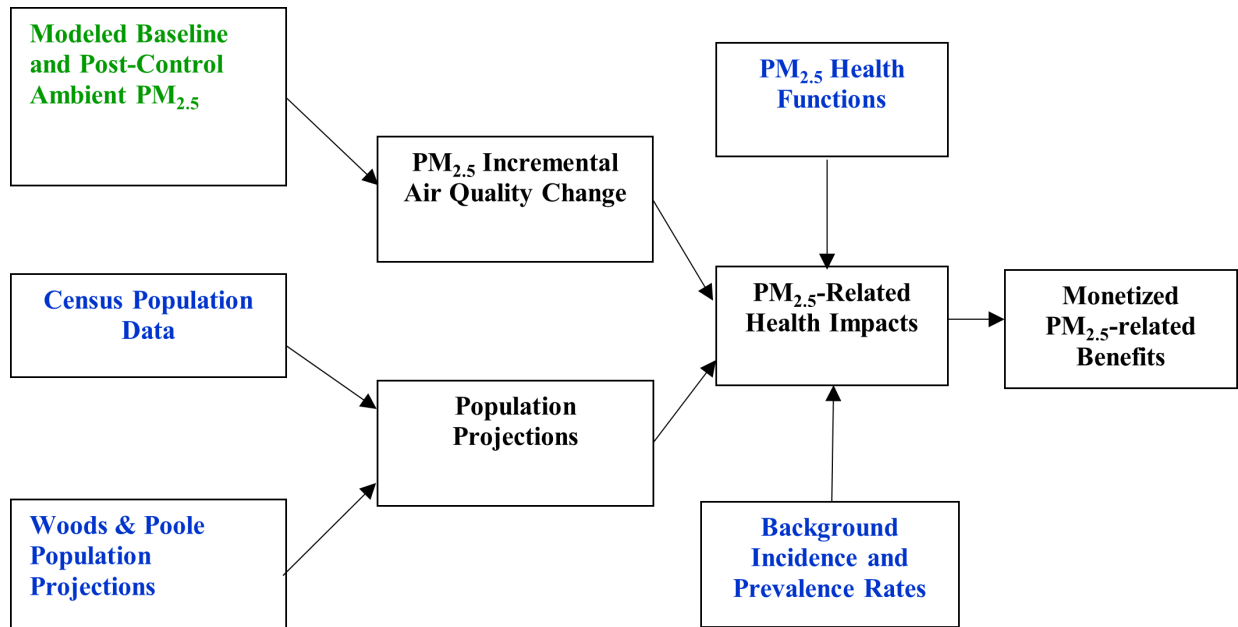 Modeled Baseline
and Post-Control
Ambient PM2.5
PM2.5 Health
Functions
PM2.5 Incremental
Air Quality Change
Census Population
Data
PM2.5-Related
Health Impacts
Monetized
PM2.5-related
Benefits
Population
Projections
Woods & Poole
Population
Projections
Background
Incidence and
Prevalence Rates